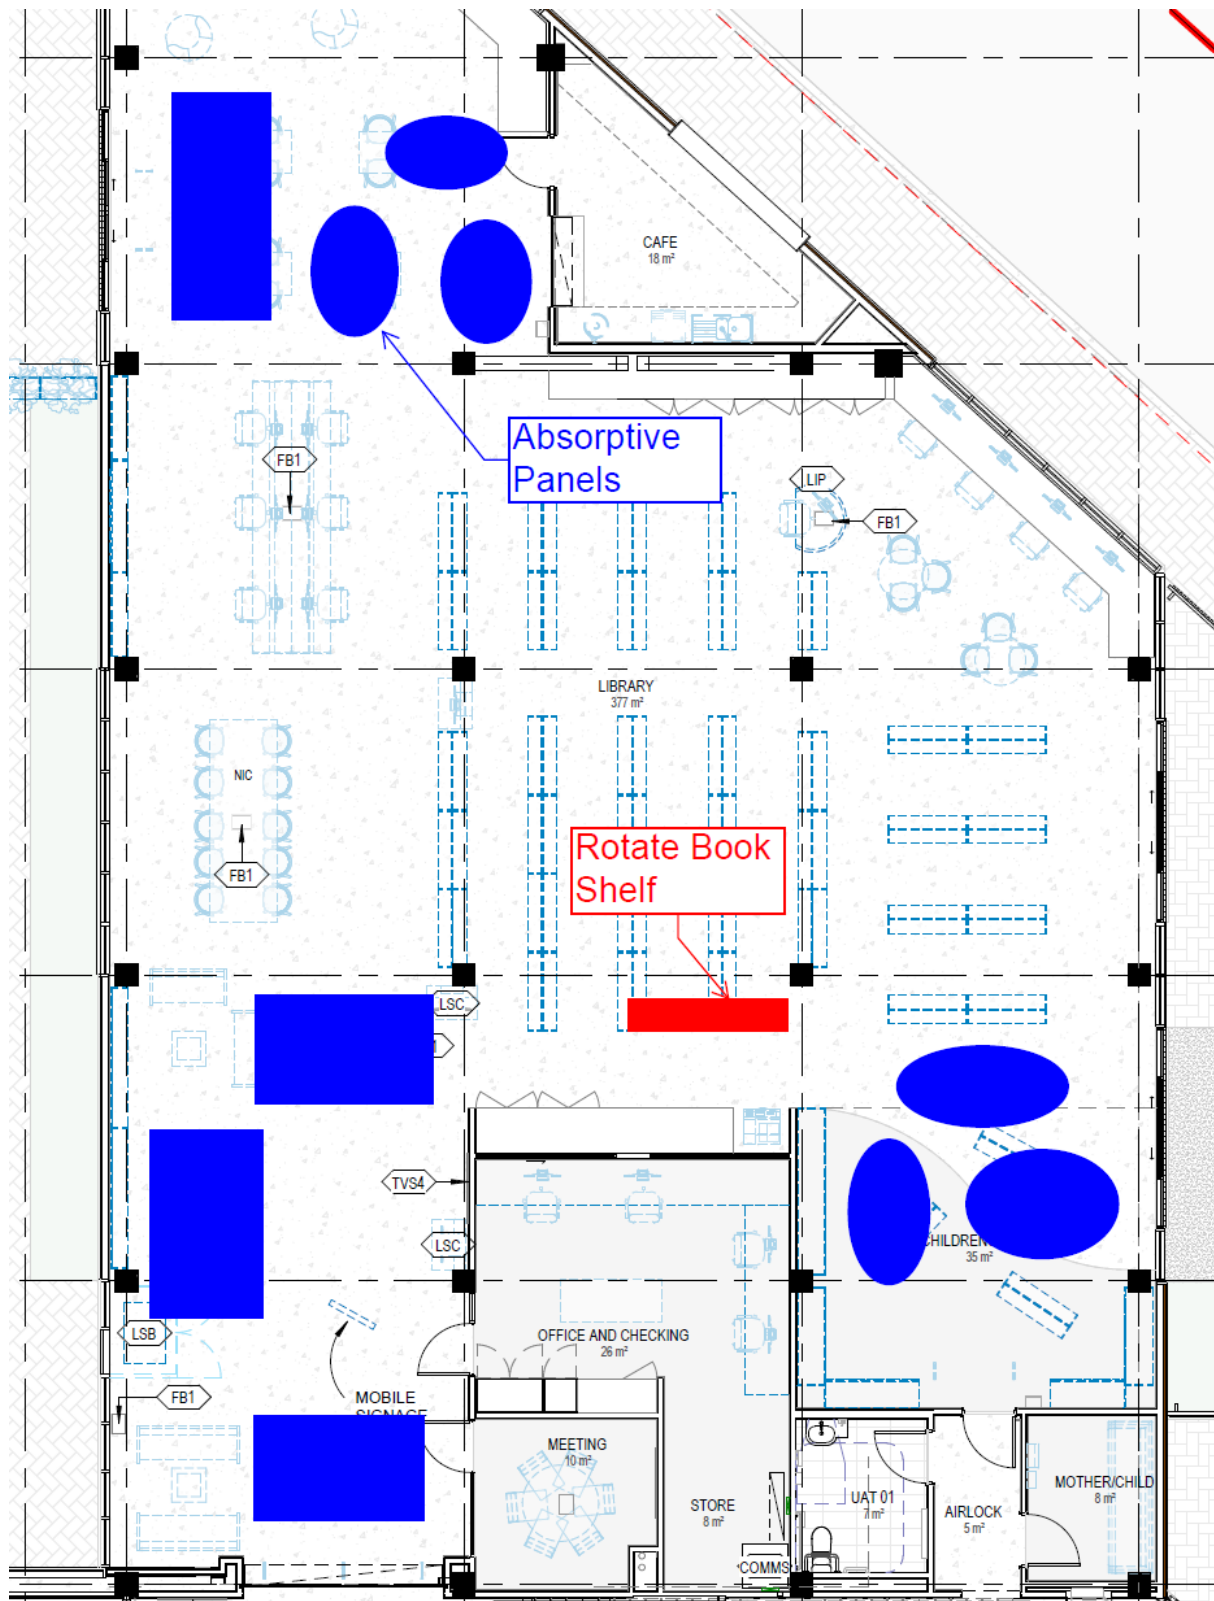 CAFE
18 m²
Absorptive
Panels
FB1
LIP
FB1
LIBRARY
377 m²
NIC
FB1
Rotate Book
Shelf
LSC
TVS4
LSC
CHILDREN
35 m²
LSB
OFFICE AND CHECKING
26 m²
FB1
MOBILE
SIGNAGE
MEETING
10 m²
STORE
8 m²
UAT 01
7 m²
AIRLOCK
5 m²
MOTHER/CHILD
8 m²
COMMS